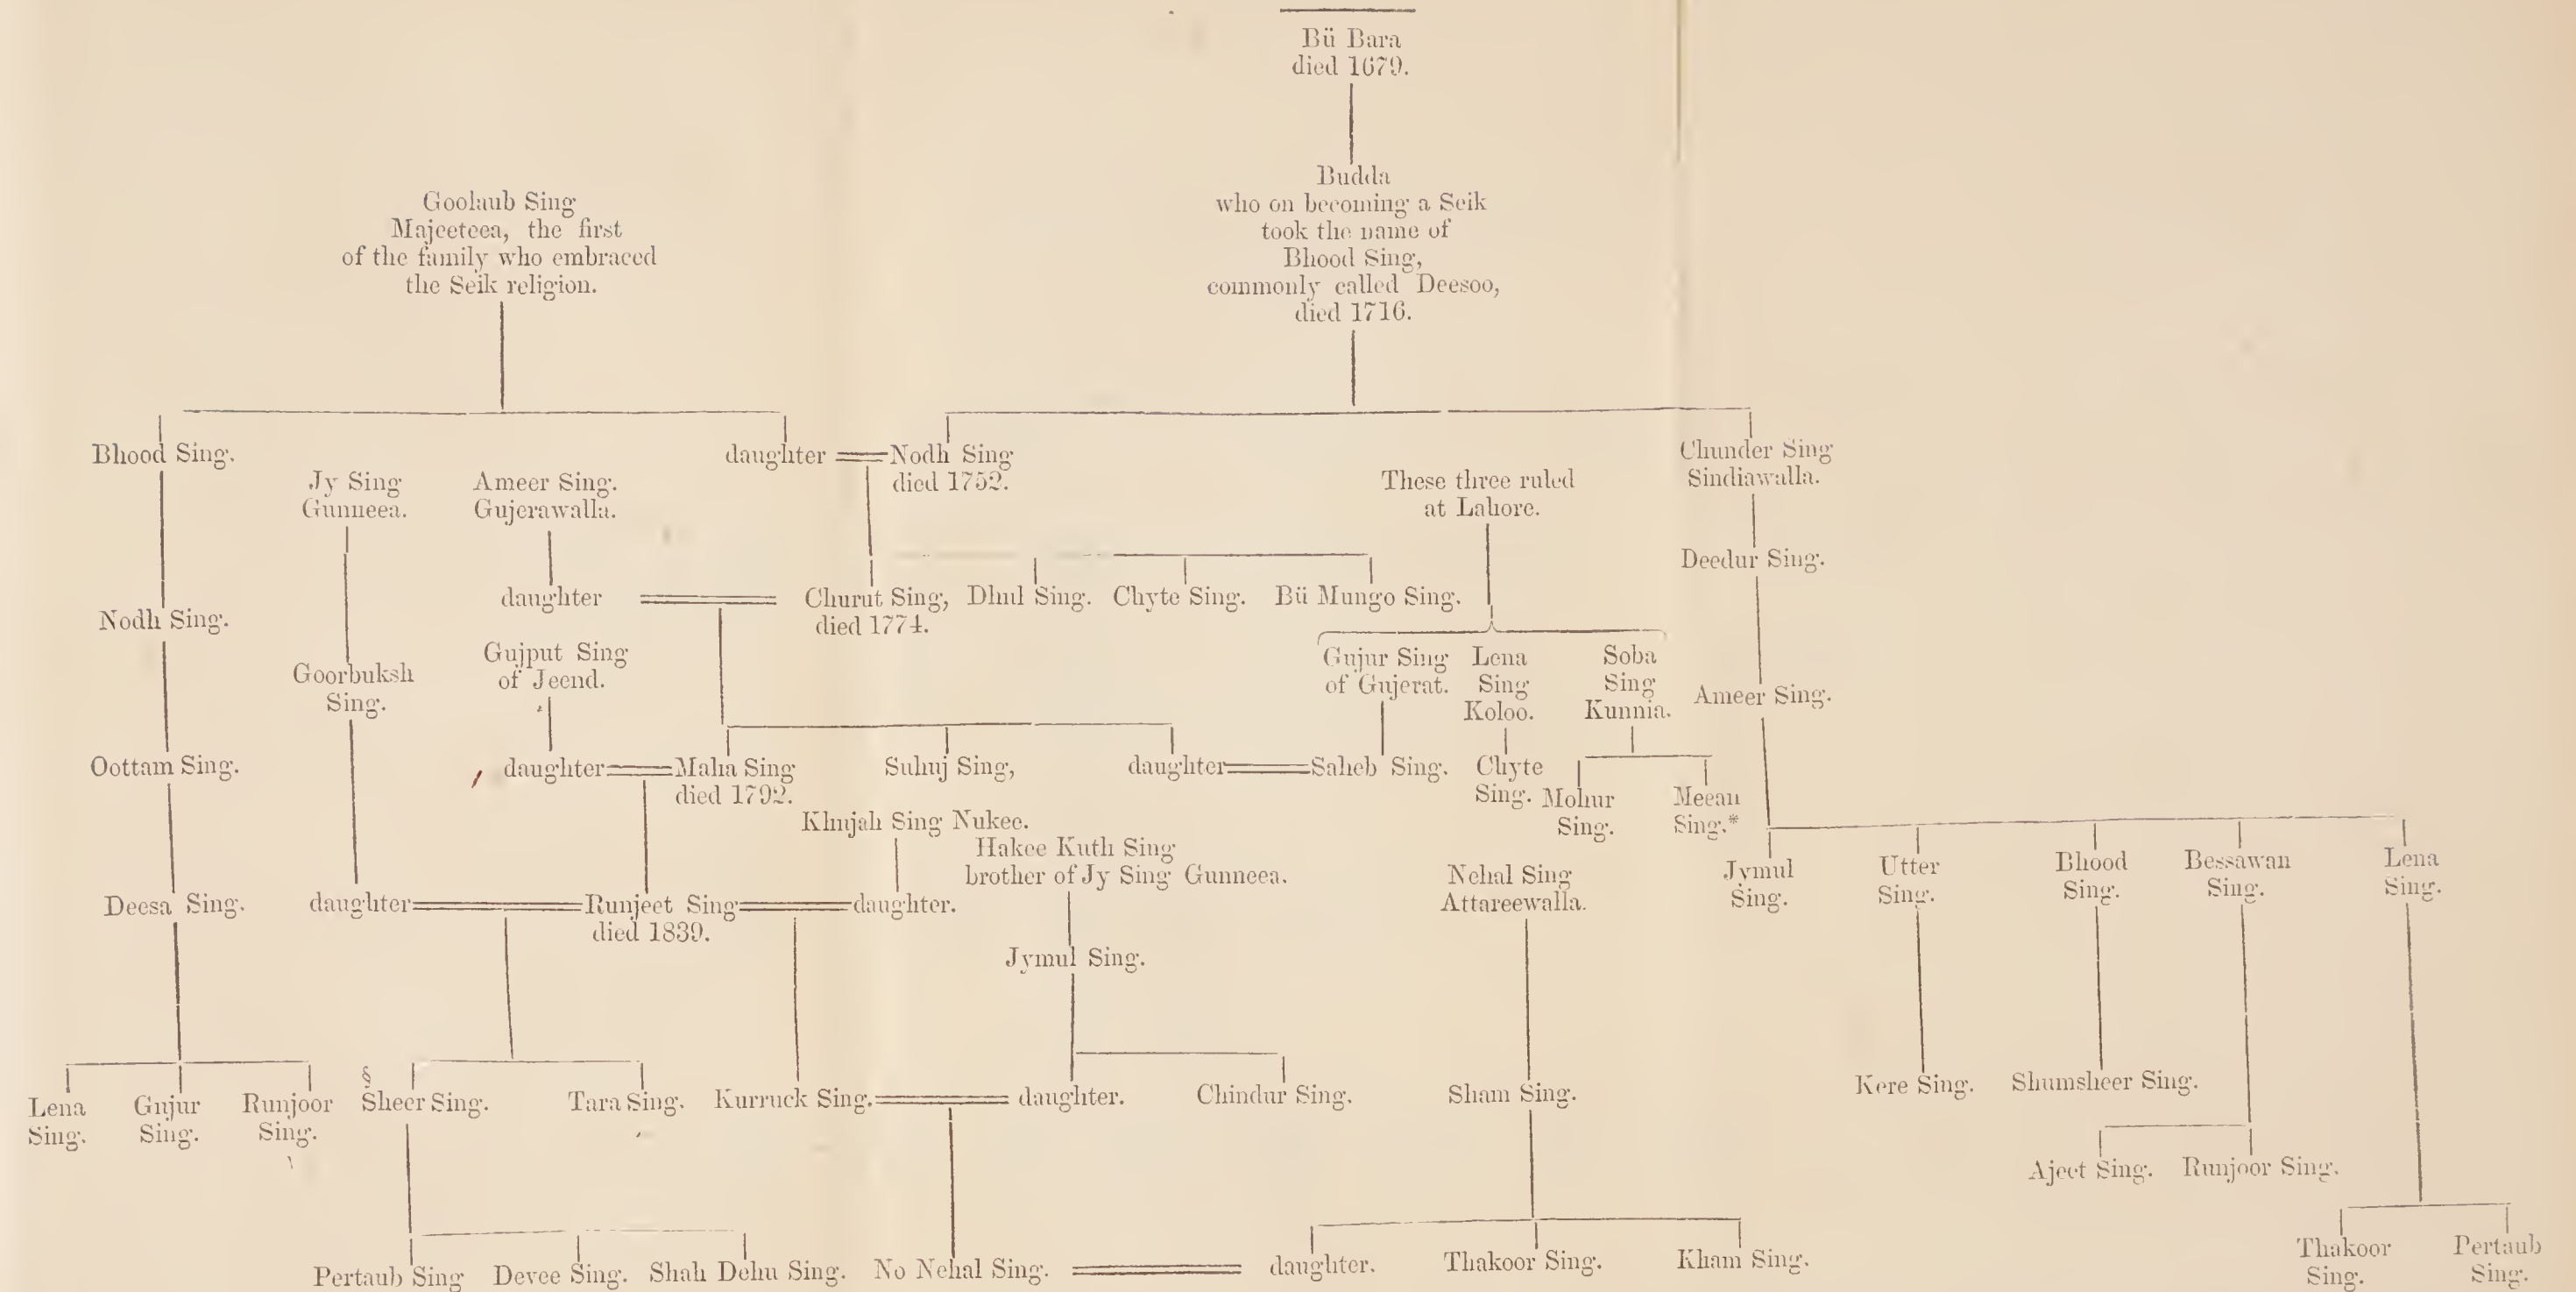 Bü Bara
died 1679.
Budda
who on becoming a Seik
took the name of
Bhood Sing,
commonly called Deesoo,
died 1716.
Goolaub Sing
Majeeteea, the first
of the family who embraced
the Seik religion.
Bhood Sing.
daughter
Nodh Sing
died 1752.
Chunder Sing
Sindiawalla.
Jy Sing
Gunneea.
Ameer Sing.
Gujerawalla.
These three ruled
at Lahore.
Deedur Sing.
Nodh Sing.
daughter
Churut Sing,
died 1774.
Dhul Sing.
Chyte Sing.
Bü Mungo Sing.
Goorbuksh
Sing.
Gujput Sing
of Jeend.
Gujur Sing
of Gujerat.
Lena
Sing
Koloo.
Soba
Sing
Kunnia.
Ameer Sing.
Oottam Sing.
daughter
Maha Sing
died 1792.
Suhuj Sing,
daughter
Saheb Sing.
Chyte
Sing.
Mohur
Sing.
Meean
Sing.*
Khujah Sing Nukee.
Hakee Kuth Sing
brother of Jy Sing Gunneea.
Nehal Sing
Attareewalla.
Jymul
Sing.
Utter
Sing.
Bhood
Sing.
Bessawan
Sing.
Lena
Sing.
Deesa Sing.
daughter
Runjeet Sing
died 1839.
daughter.
Jymul Sing.
Lena
Sing.
Gujur
Sing.
Runjoor
Sing.
§
Sheer Sing.
Tara Sing.
Kurruck Sing.
daughter.
Chindur Sing.
Sham Sing.
Kere Sing.
Shumsheer Sing.
Ajeet Sing.
Runjoor Sing.
Pertaub Sing
Devee Sing.
Shah Dehu Sing.
No Nehal Sing.
daughter.
Thakoor Sing.
Kham Sing.
Thakoor
Sing.
Pertaub
Sing.